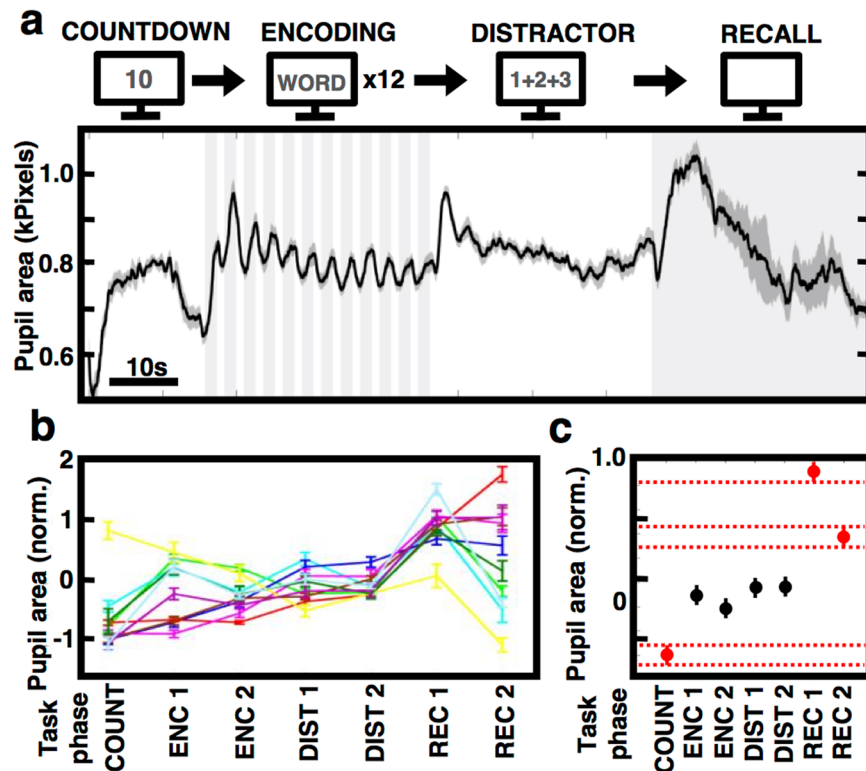 a
COUNTDOWN ENCODING DISTRACTOR RECALL
10 WORD x12 1+2+3
Pupil area (kPixels)
1.0
0.8
0.6
10s
b
Pupil area (norm.)
2
1
0
-1
Task phase
COUNT
ENC 1
ENC 2
DIST 1
DIST 2
REC 1
REC 2
c
Pupil area (norm.)
1.0
0
Task phase
COUNT
ENC 1
ENC 2
DIST 1
DIST 2
REC 1
REC 2